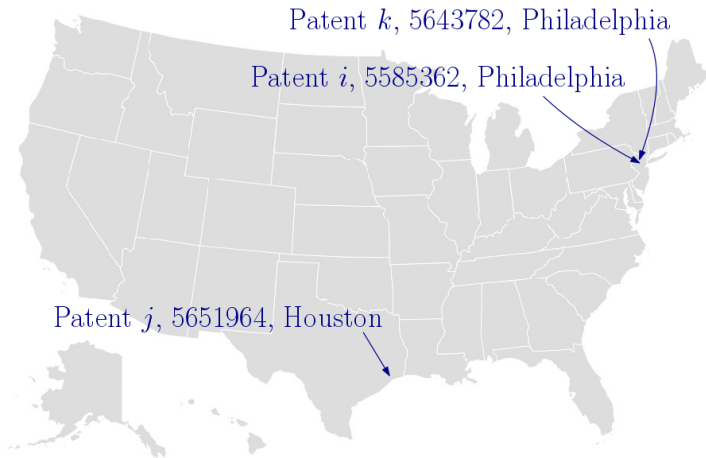 Patent k, 5643782, Philadelphia
Patent i, 5585362, Philadelphia
Patent j, 5651964, Houston